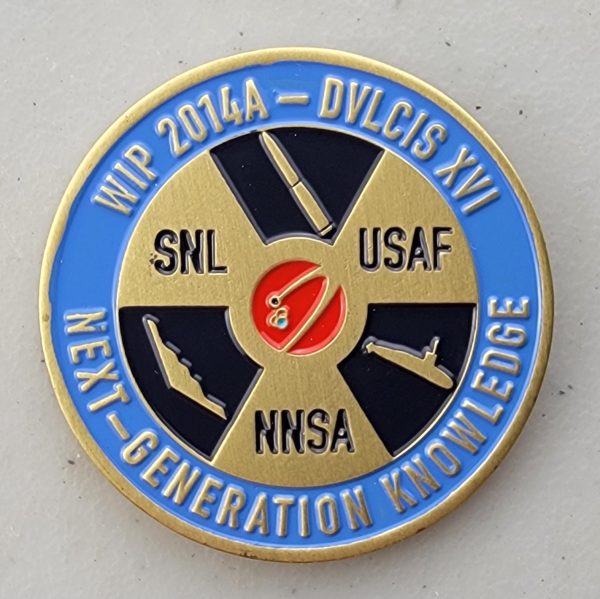 WIP 2014A – DVLCIS XVI
SNL
USAF
NNSA
NEXT–GENERATION KNOWLEDGE